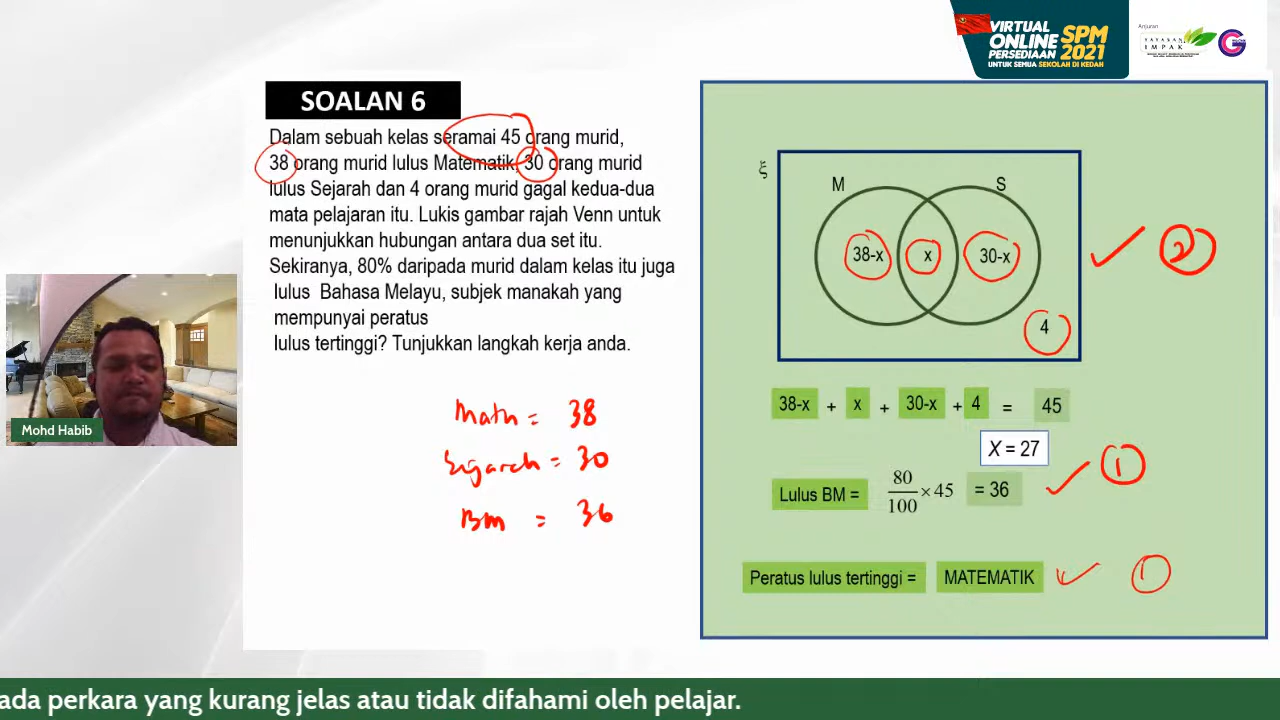 VIRTUAL
ONLINE
PERSEDIAAN
SPM
2021
UNTUK SEMUA SEKOLAH DI KEDAH
Anjuran
YAYASAN
IMPAK
SOALAN 6
Dalam sebuah kelas seramai 45 orang murid,
38 orang murid lulus Matematik, 30 orang murid
lulus Sejarah dan 4 orang murid gagal kedua-dua
mata pelajaran itu. Lukis gambar rajah Venn untuk
menunjukkan hubungan antara dua set itu.
Sekiranya, 80% daripada murid dalam kelas itu juga
lulus Bahasa Melayu, subjek manakah yang
mempunyai peratus
lulus tertinggi? Tunjukkan langkah kerja anda.
Math = 38
Sejarah = 30
Bm = 36
Mohd Habib
ξ
M S
38-x x 30-x
4
2
38-x + x + 30-x + 4 = 45
X = 27
Lulus BM = 80/100 × 45 = 36
1
Peratus lulus tertinggi = MATEMATIK
1
ada perkara yang kurang jelas atau tidak difahami oleh pelajar.